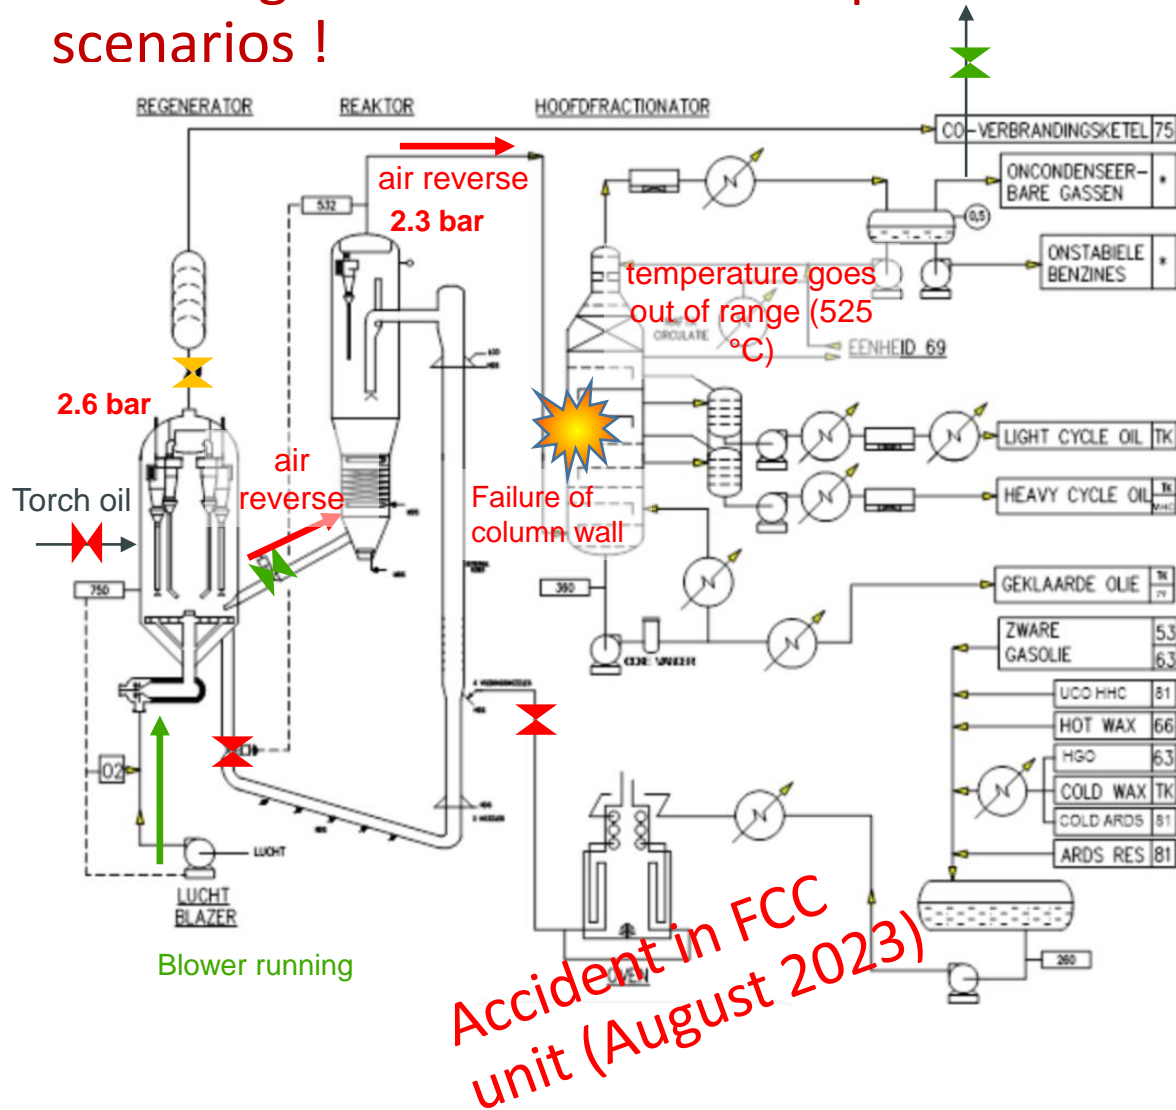 scenarios !
REGENERATOR
REAKTOR
HOOFDFRACTIONATOR
CO-VERBRANDINGSKETEL 75
air reverse
ONCONDENSEER-
BARE GASSEN *
532
2.3 bar
0,5
ONSTABIELE
BENZINES *
temperature goes
out of range (525
°C)
CIRCULATIE
EENHEID 69
2.6 bar
LIGHT CYCLE OIL TK
air
reverse
Torch oil
Failure of
column wall
HEAVY CYCLE OIL TK
750
360
GEKLAARDE OLIE TK
ZWARE
GASOLIE
53
63
UCO HHC 81
HOT WAX 66
HGO 63
COLD WAX TK
COLD ARDS 81
ARDS RES 81
O2
LUCHT
LUCHT
BLAZER
Blower running
OVEN
260
Accident in FCC
unit (August 2023)